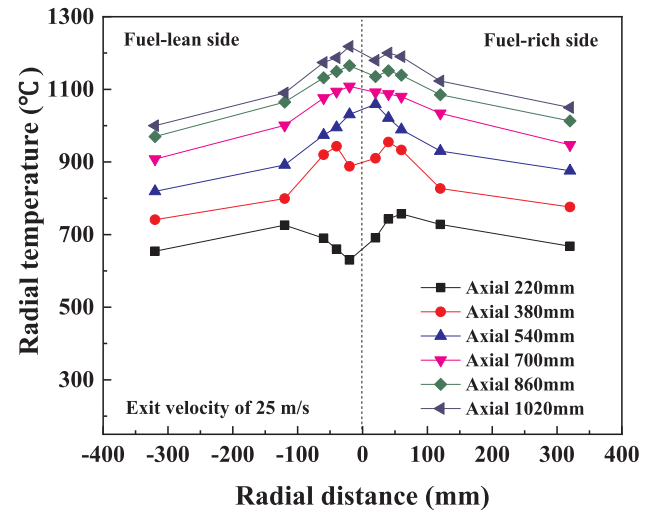 1300
1100
900
700
500
300
Radial temperature (℃)
Fuel-lean side
Fuel-rich side
Axial 220mm
Axial 380mm
Axial 540mm
Axial 700mm
Axial 860mm
Axial 1020mm
Exit velocity of 25 m/s
-400 -300 -200 -100 0 100 200 300 400
Radial distance (mm)